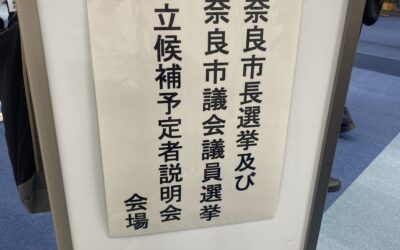 奈良市長選挙及び
奈良市議会議員選挙
立候補予定者説明会
会場